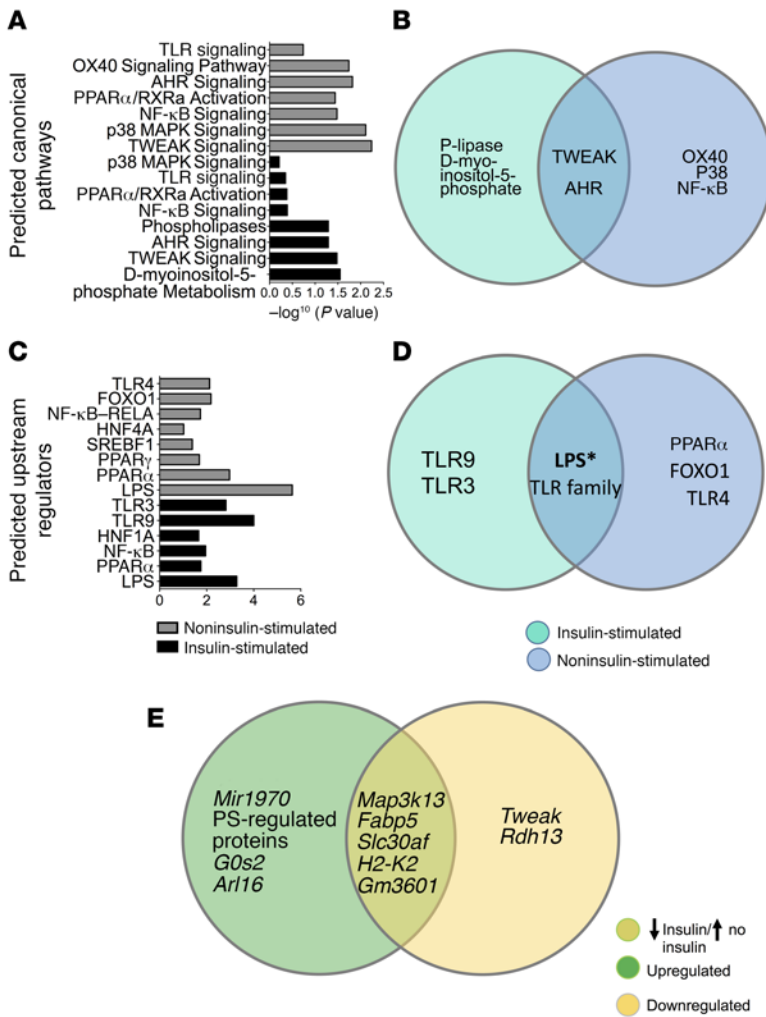 A
Predicted canonical
pathways
TLR signaling
OX40 Signaling Pathway
AHR Signaling
PPARα/RXRa Activation
NF-κB Signaling
p38 MAPK Signaling
TWEAK Signaling
p38 MAPK Signaling
TLR signaling
PPARα/RXRa Activation
NF-κB Signaling
Phospholipases
AHR Signaling
TWEAK Signaling
D-myoinositol-5-
phosphate Metabolism
0.0 0.5 1.0 1.5 2.0 2.5
–log¹⁰ (P value)
B
P-lipase
D-myo-
inositol-5-
phosphate
TWEAK
AHR
OX40
P38
NF-κB
C
Predicted upstream
regulators
TLR4
FOXO1
NF-κB–RELA
HNF4A
SREBF1
PPARγ
PPARα
LPS
TLR3
TLR9
HNF1A
NF-κB
PPARα
LPS
0 2 4 6
Noninsulin-stimulated
Insulin-stimulated
D
TLR9
TLR3
LPS*
TLR family
PPARα
FOXO1
TLR4
Insulin-stimulated
Noninsulin-stimulated
E
Mir1970
PS-regulated
proteins
G0s2
Arl16
Map3k13
Fabp5
Slc30af
H2-K2
Gm3601
Tweak
Rdh13
↓ Insulin/↑ no
insulin
Upregulated
Downregulated